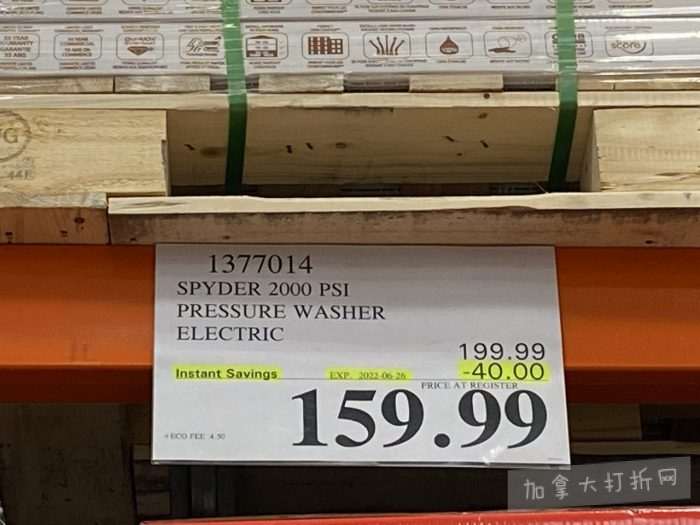 score
1377014
SPYDER 2000 PSI
PRESSURE WASHER
ELECTRIC
199.99
Instant Savings EXP. 2022-06-26 -40.00
PRICE AT REGISTER
+ECO FEE 4.50 159.99
加拿大打折网